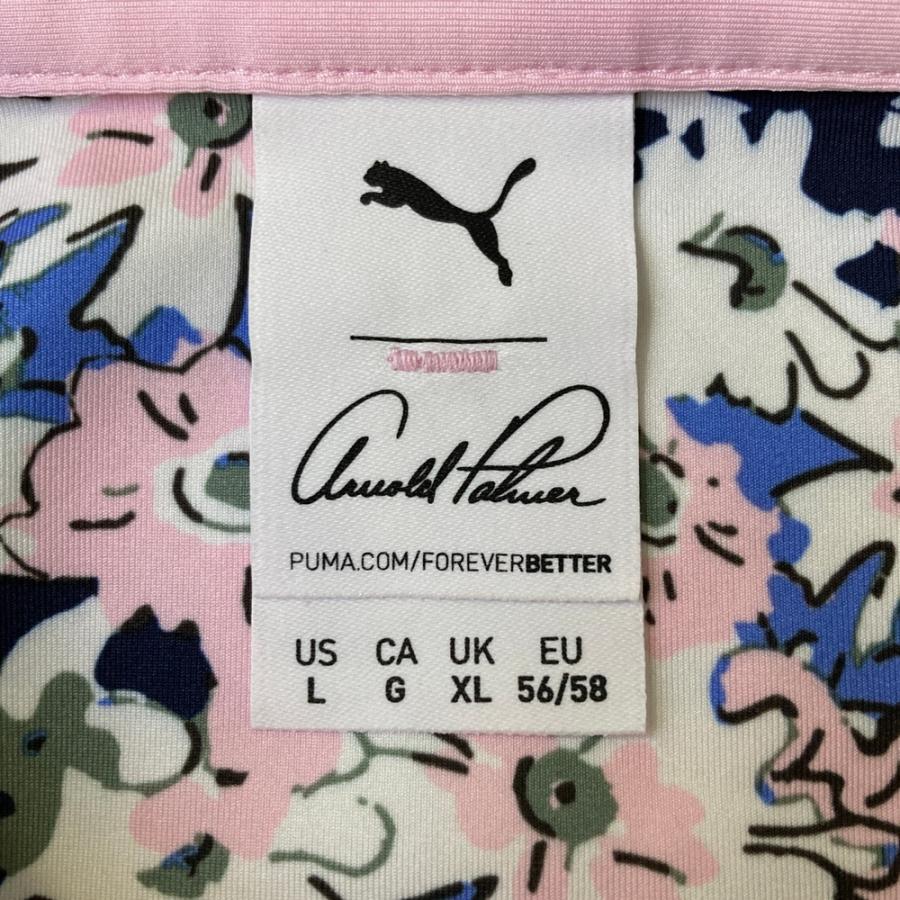 Arnold Palmer
PUMA.COM/FOREVERBETTER
US CA UK EU
L G XL 56/58